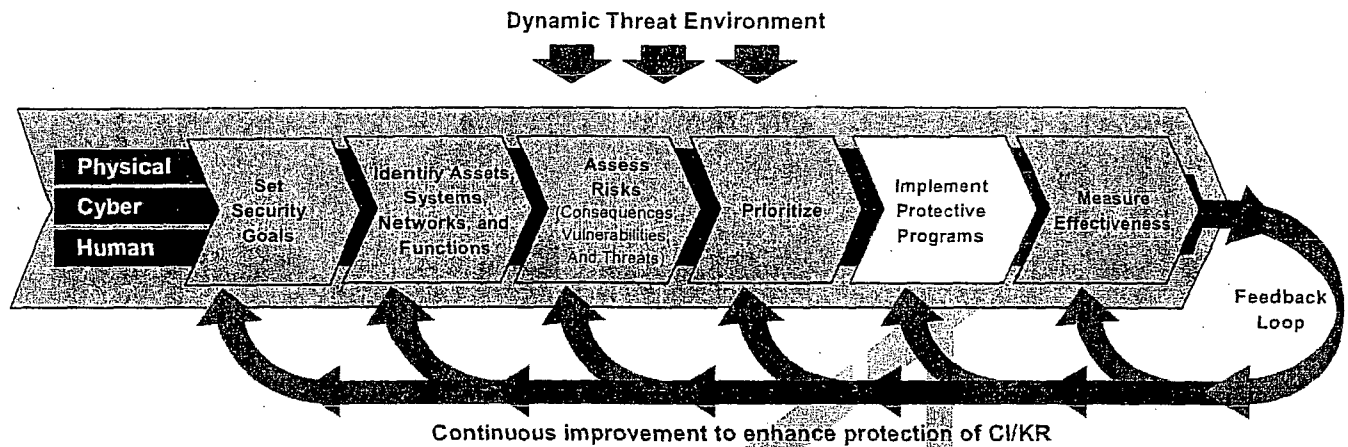 Dynamic Threat Environment
Physical
Cyber
Human
Set
Security
Goals
Identify Assets,
Systems,
Networks, and
Functions
Assess
Risks
(Consequences,
Vulnerabilities,
And Threats)
Prioritize
Implement
Protective
Programs
Measure
Effectiveness
Feedback
Loop
Continuous improvement to enhance protection of CI/KR